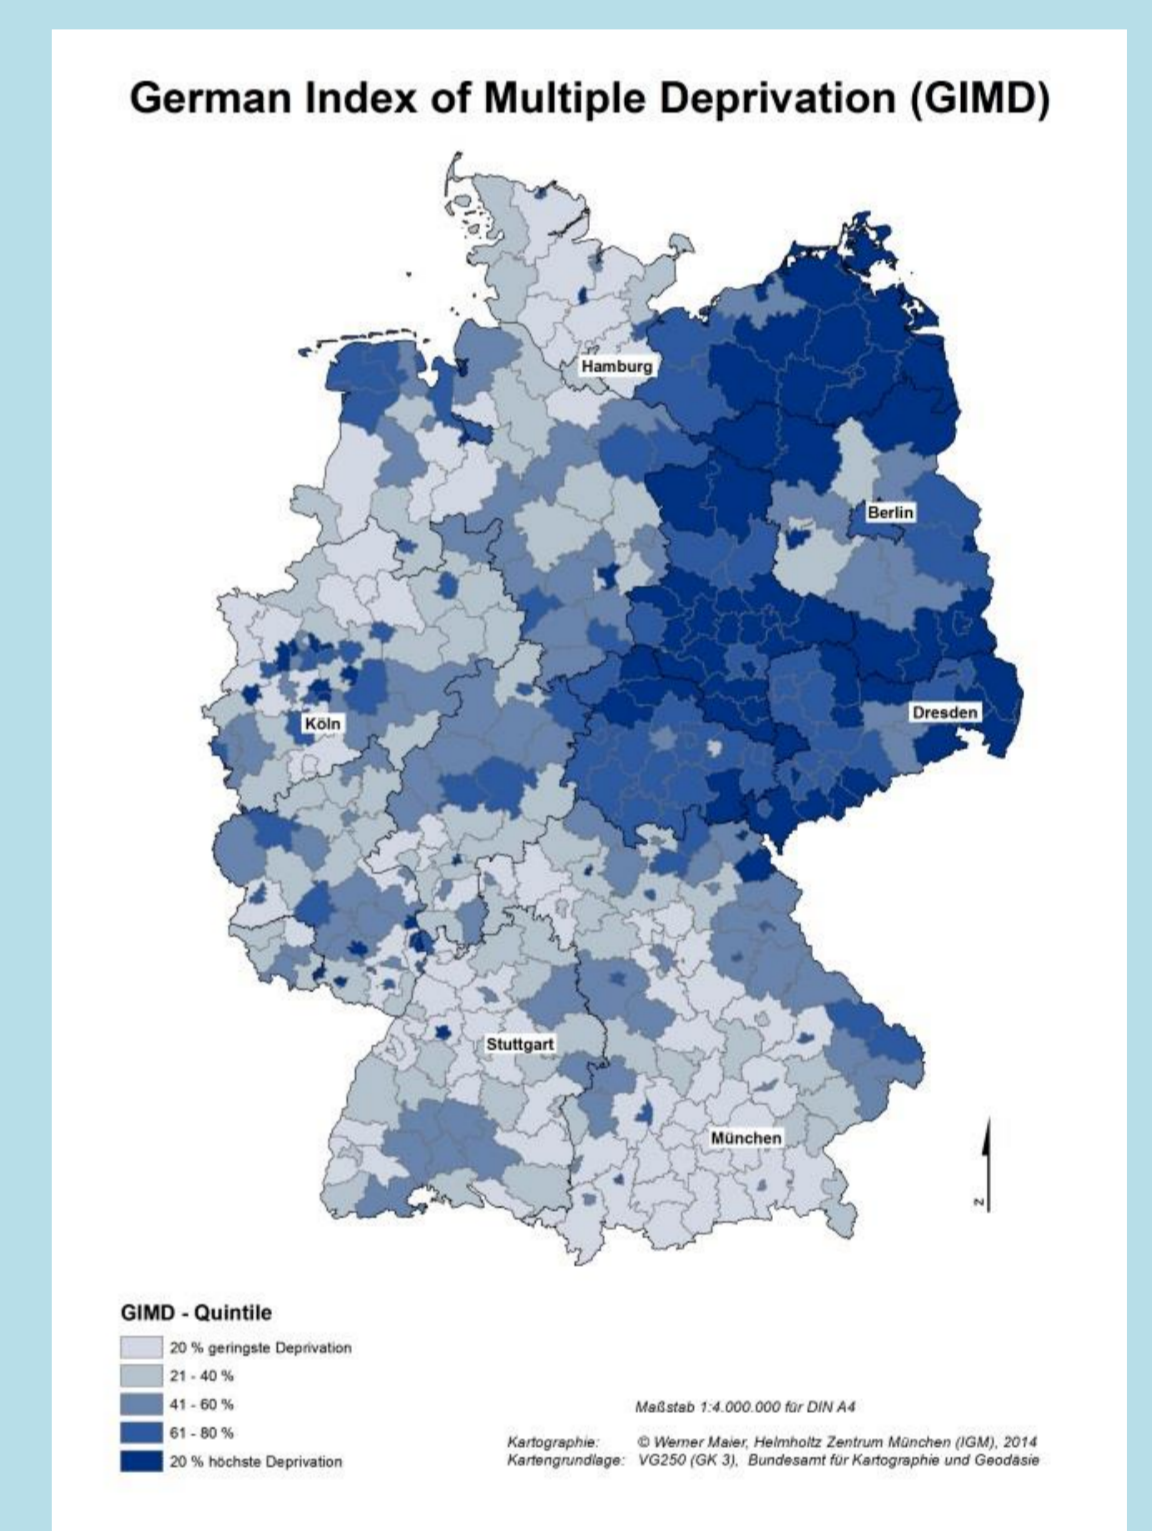 German Index of Multiple Deprivation (GIMD)
Hamburg
Berlin
Dresden
Köln
Stuttgart
München
N
GIMD - Quintile
20 % geringste Deprivation
21 - 40 %
41 - 60 %
61 - 80 %
20 % höchste Deprivation
Maßstab 1:4.000.000 für DIN A4
Kartographie: © Werner Maier, Helmholtz Zentrum München (IGM), 2014
Kartengrundlage: VG250 (GK 3), Bundesamt für Kartographie und Geodäsie